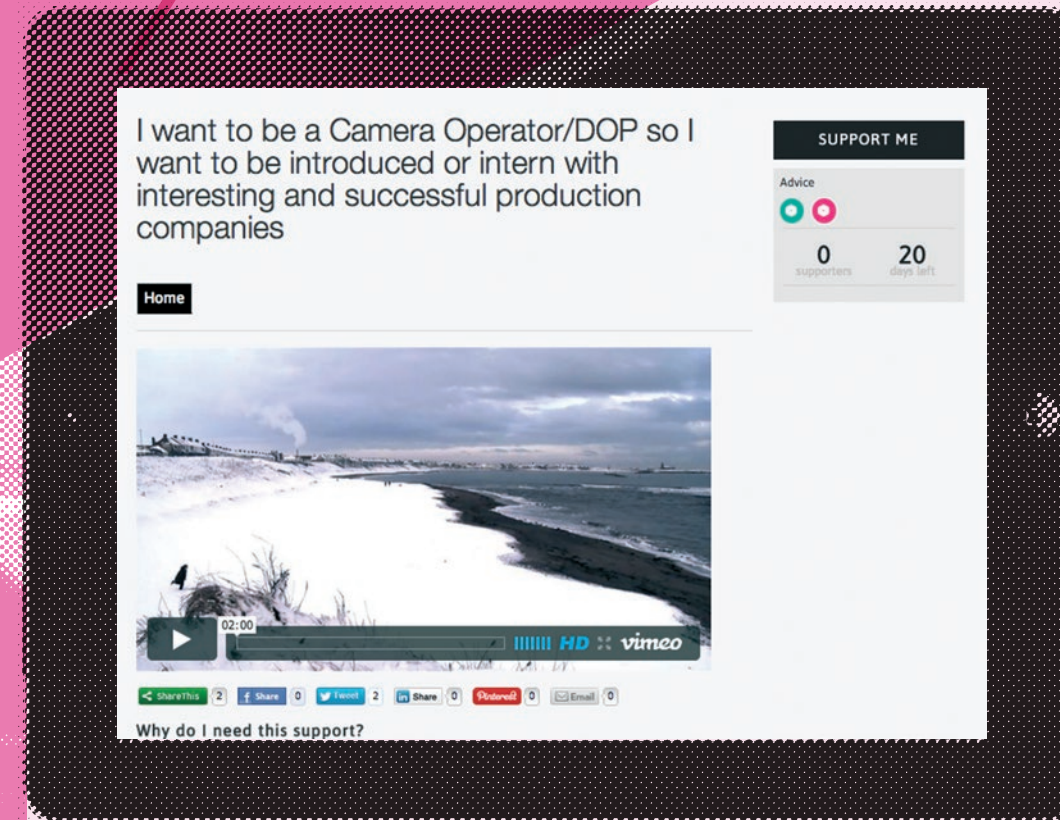 I want to be a Camera Operator/DOP so I
want to be introduced or intern with
interesting and successful production
companies
SUPPORT ME
Advice
0 20
supporters days left
Home
02:00
HD vimeo
ShareThis 2 Share 0 Tweet 2 in Share 0 Pinterest 0 Email 0
Why do I need this support?